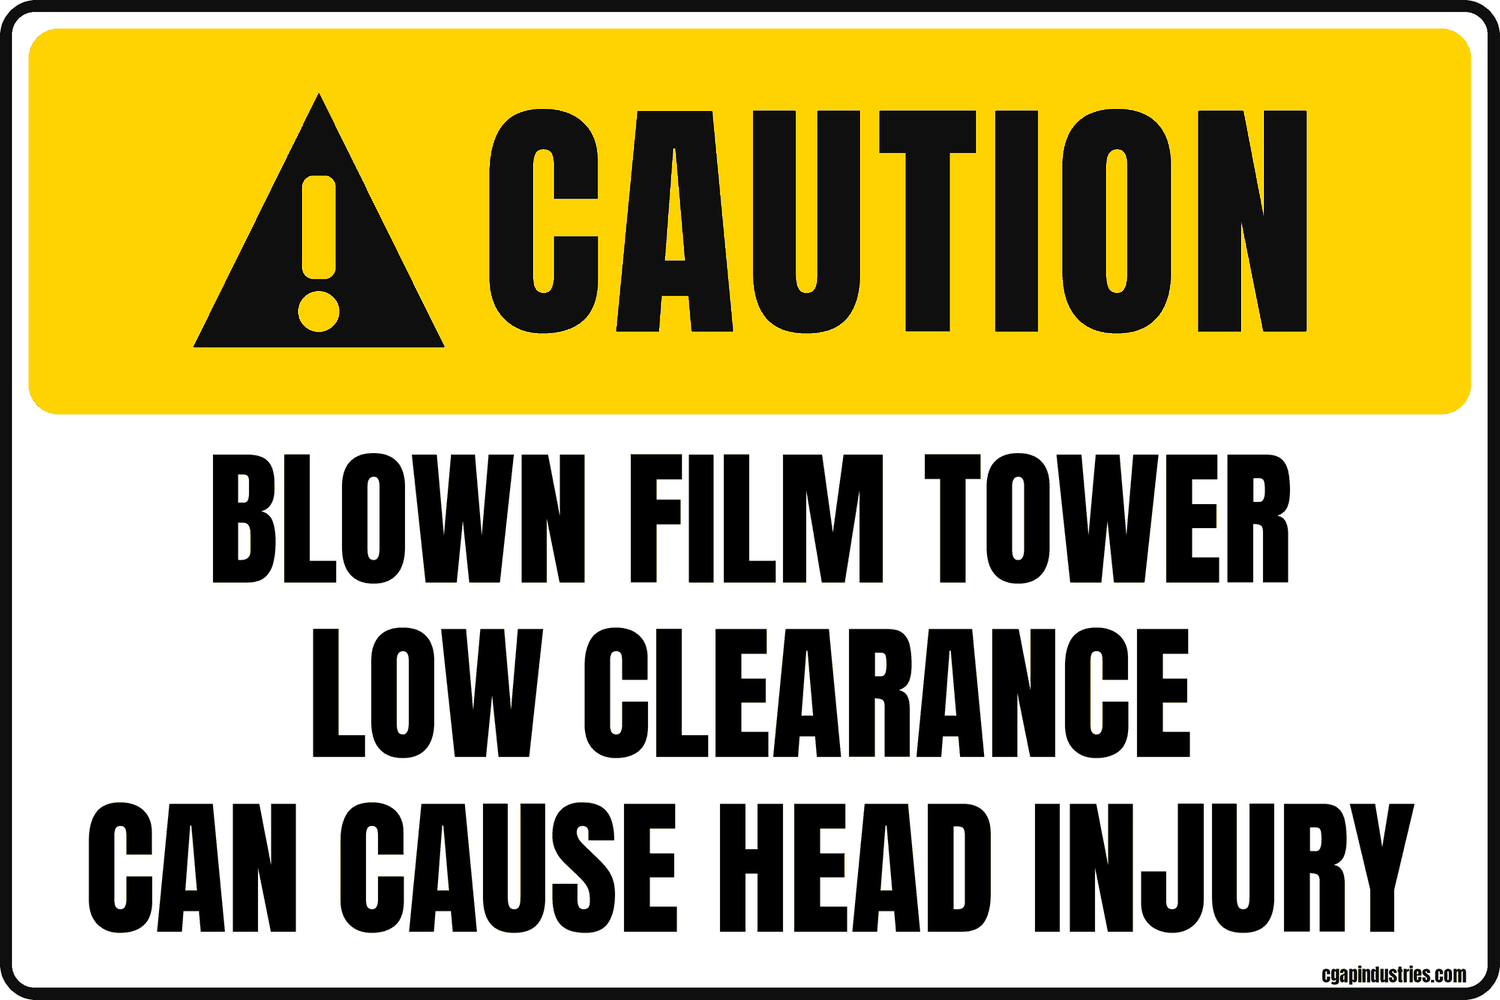 CAUTION
BLOWN FILM TOWER
LOW CLEARANCE
CAN CAUSE HEAD INJURY
cgapindustries.com